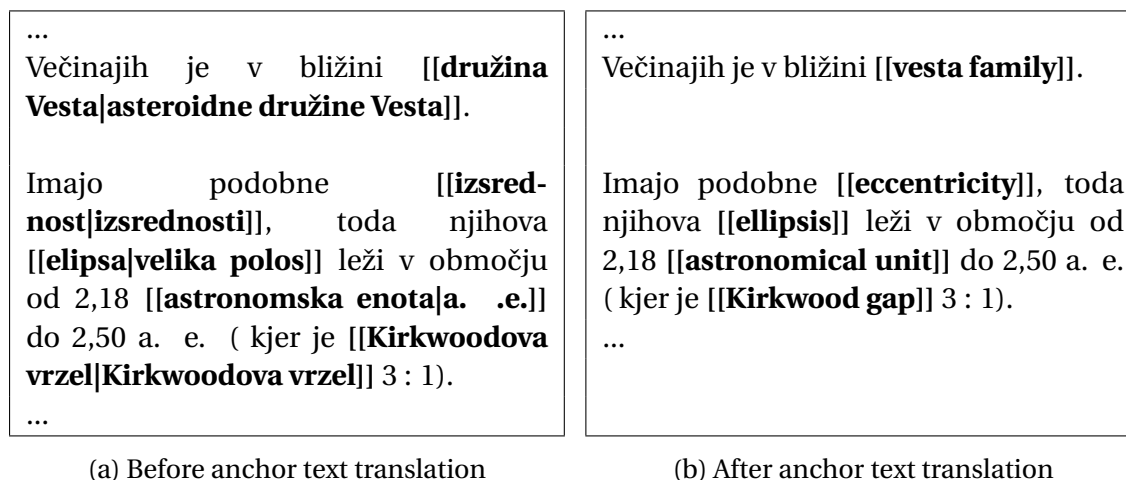 ...
Večinajih je v bližini [[družina
Vesta|asteroidne družine Vesta]].
Imajo podobne [[izsred-
nost|izsrednosti]], toda njihova
[[elipsa|velika polos]] leži v območju
od 2,18 [[astronomska enota|a. .e.]]
do 2,50 a. e. ( kjer je [[Kirkwoodova
vrzel|Kirkwoodova vrzel]] 3 : 1).
...
(a) Before anchor text translation
...
Večinajih je v bližini [[vesta family]].
Imajo podobne [[eccentricity]], toda
njihova [[ellipsis]] leži v območju od
2,18 [[astronomical unit]] do 2,50 a. e.
( kjer je [[Kirkwood gap]] 3 : 1).
...
(b) After anchor text translation